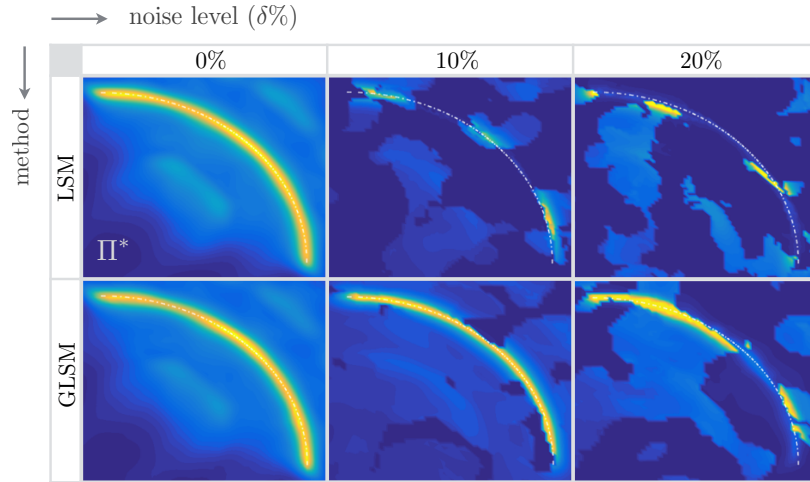 noise level (δ%)
method
0% 10% 20%
LSM
Π*
GLSM